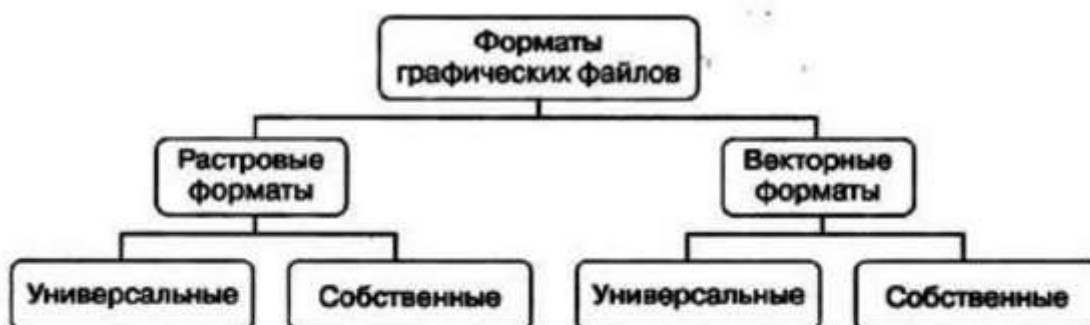 Форматы
графических файлов
Растровые
форматы
Векторные
форматы
Универсальные
Собственные
Универсальные
Собственные